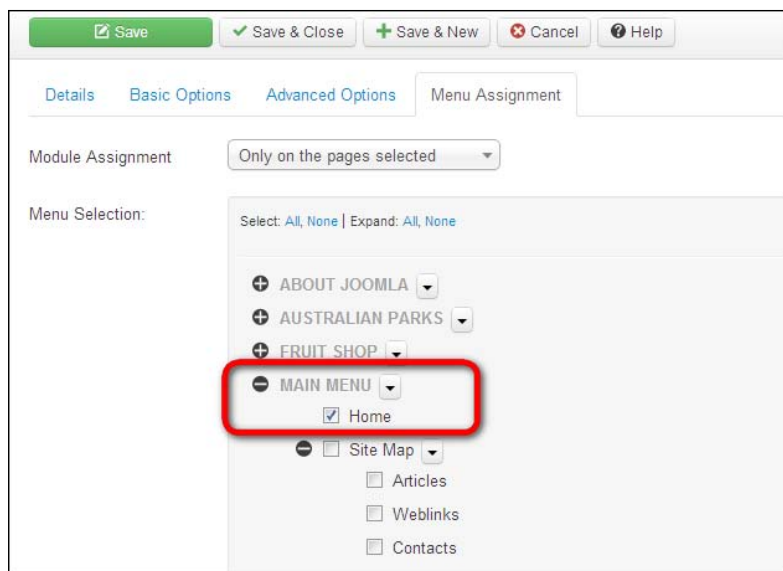 Save Save & Close Save & New Cancel Help
Details Basic Options Advanced Options Menu Assignment
Module Assignment Only on the pages selected
Menu Selection: Select: All, None | Expand: All, None
ABOUT JOOMLA
AUSTRALIAN PARKS
FRUIT SHOP
MAIN MENU
Home
Site Map
Articles
Weblinks
Contacts